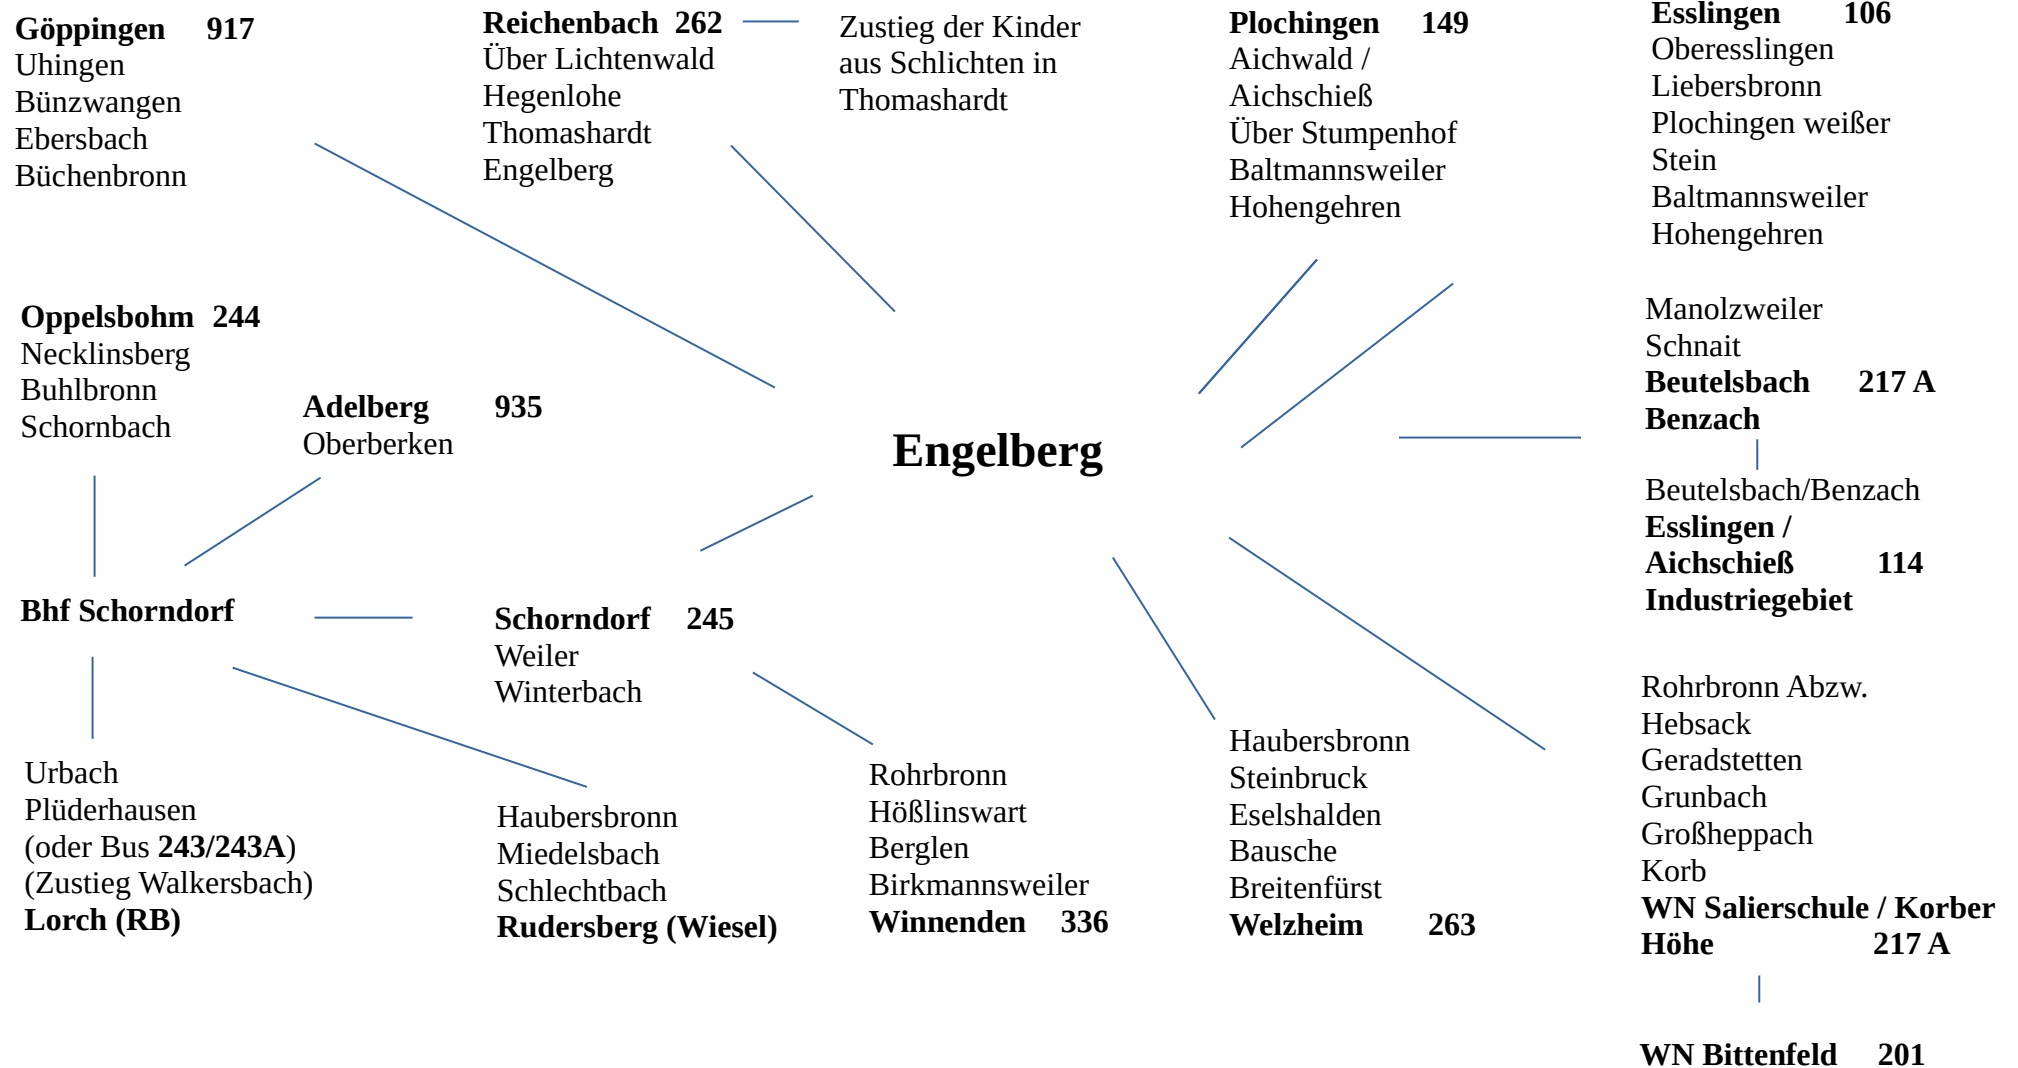 Göppingen 917
Uhingen
Bünzwangen
Ebersbach
Büchenbronn
Reichenbach 262
Über Lichtenwald
Hegenlohe
Thomashardt
Engelberg
Zustieg der Kinder
aus Schlichten in
Thomashardt
Plochingen 149
Aichwald /
Aichschieß
Über Stumpenhof
Baltmannsweiler
Hohengehren
Esslingen 106
Oberesslingen
Liebersbronn
Plochingen weißer
Stein
Baltmannsweiler
Hohengehren
Oppelsbohm 244
Necklinsberg
Buhlbronn
Schornbach
Adelberg 935
Oberberken
Engelberg
Manolzweiler
Schnait
Beutelsbach 217 A
Benzach
Beutelsbach/Benzach
Esslingen /
Aichschieß 114
Industriegebiet
Bhf Schorndorf
Schorndorf 245
Weiler
Winterbach
Urbach
Plüderhausen
(oder Bus 243/243A)
(Zustieg Walkersbach)
Lorch (RB)
Haubersbronn
Miedelsbach
Schlechtbach
Rudersberg (Wiesel)
Rohrbronn
Hößlinswart
Berglen
Birkmannsweiler
Winnenden 336
Haubersbronn
Steinbruck
Eselshalden
Bausche
Breitenfürst
Welzheim 263
Rohrbronn Abzw.
Hebsack
Geradstetten
Grunbach
Großheppach
Korb
WN Salierschule / Korber
Höhe 217 A
WN Bittenfeld 201